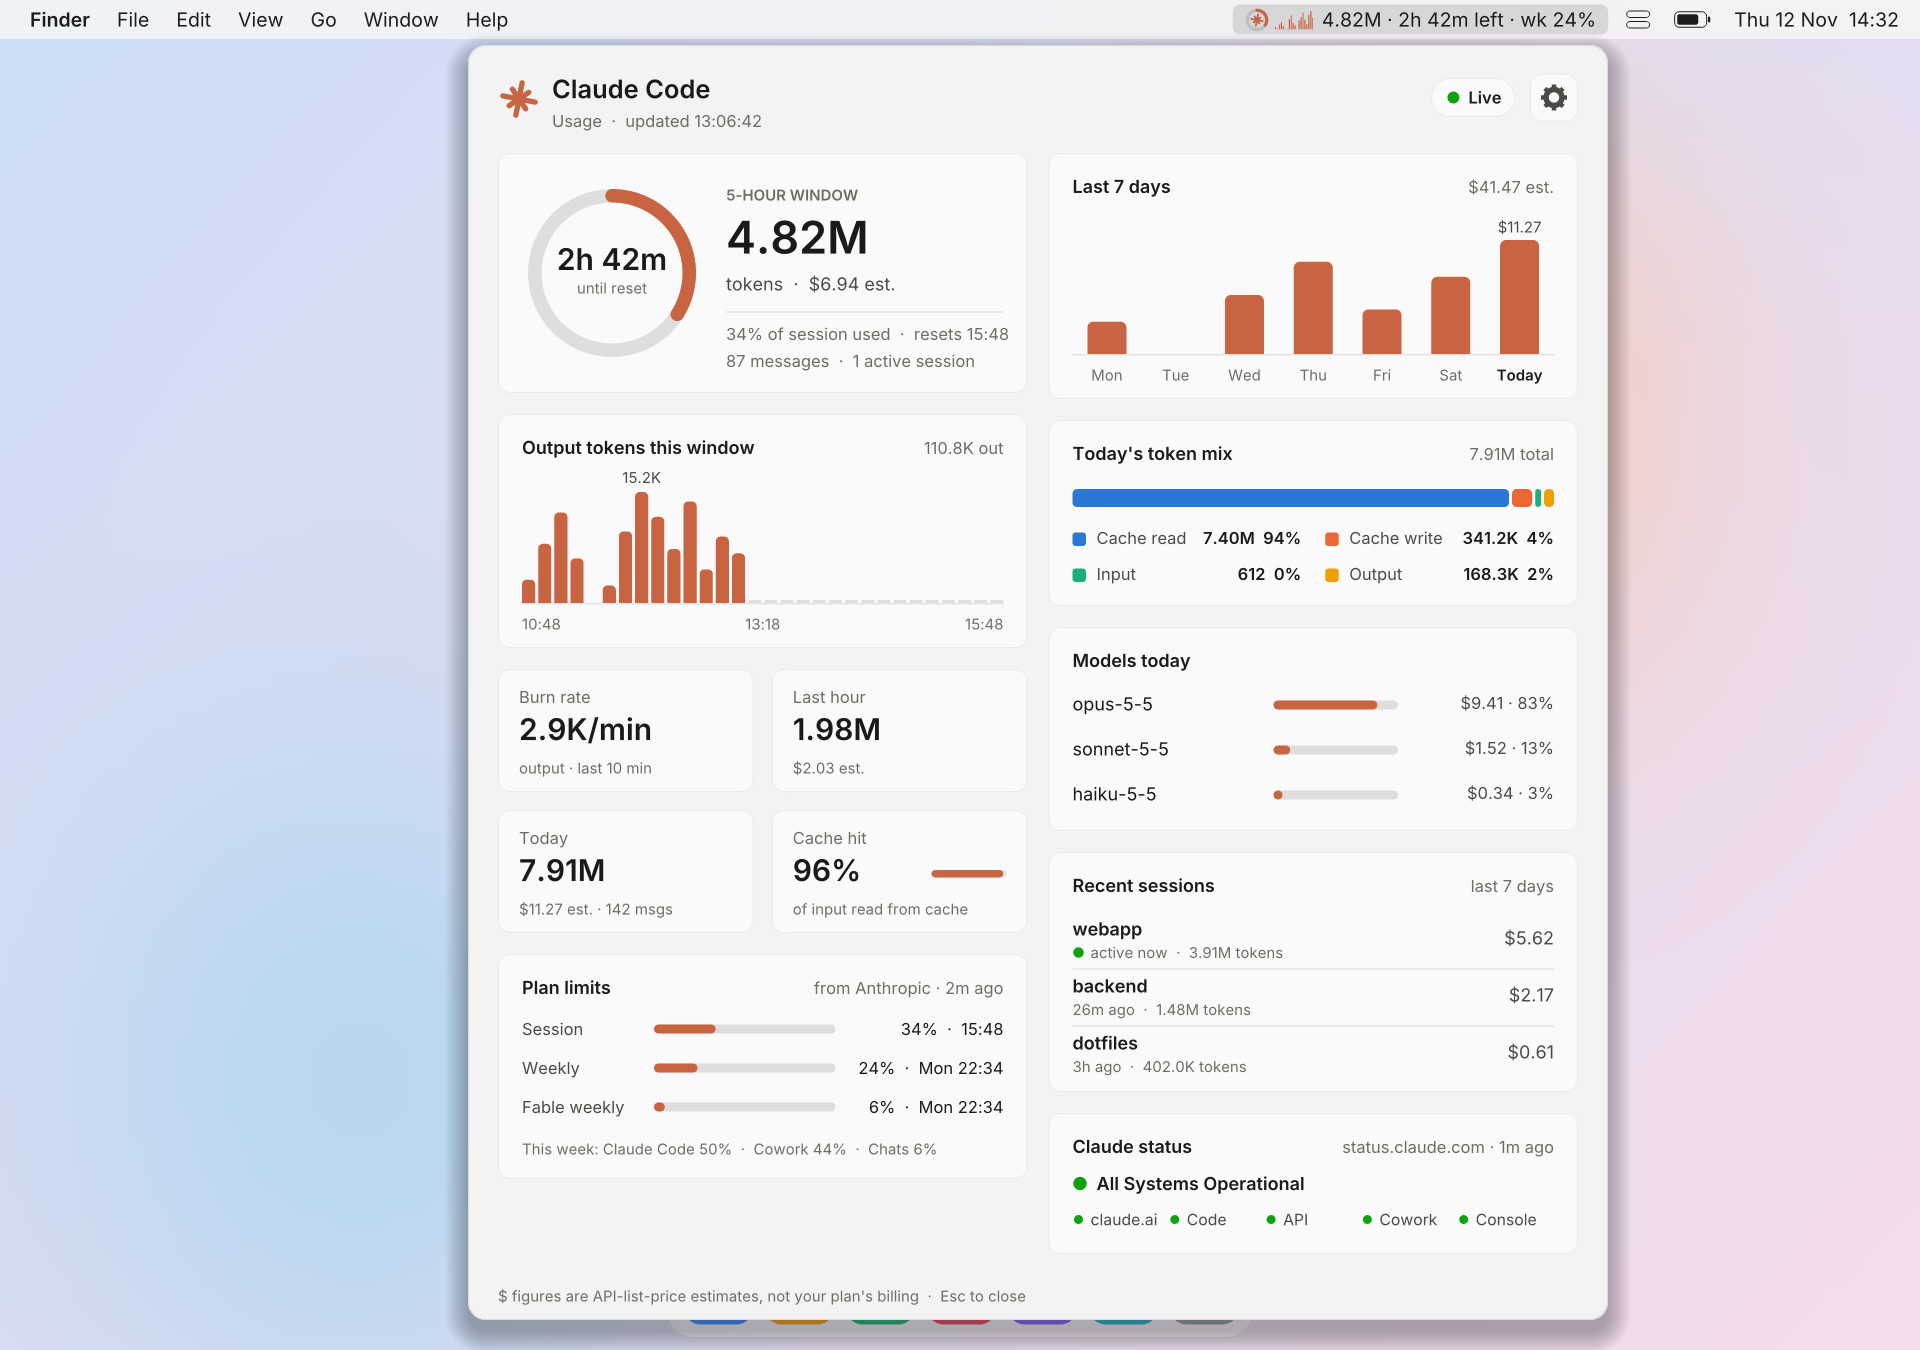 Finder File Edit View Go Window Help 4.82M · 2h 42m left · wk 24% Thu 12 Nov 14:32
Claude Code
Usage · updated 13:06:42
Live
2h 42m
until reset
5-HOUR WINDOW
4.82M
tokens · $6.94 est.
34% of session used · resets 15:48
87 messages · 1 active session
Output tokens this window 110.8K out
15.2K
10:48 13:18 15:48
Burn rate
2.9K/min
output · last 10 min
Last hour
1.98M
$2.03 est.
Today
7.91M
$11.27 est. · 142 msgs
Cache hit
96%
of input read from cache
Plan limits from Anthropic · 2m ago
Session 34% · 15:48
Weekly 24% · Mon 22:34
Fable weekly 6% · Mon 22:34
This week: Claude Code 50% · Cowork 44% · Chats 6%
Last 7 days $41.47 est.
$11.27
Mon Tue Wed Thu Fri Sat Today
Today's token mix 7.91M total
Cache read 7.40M 94% Cache write 341.2K 4%
Input 612 0% Output 168.3K 2%
Models today
opus-5-5 $9.41 · 83%
sonnet-5-5 $1.52 · 13%
haiku-5-5 $0.34 · 3%
Recent sessions last 7 days
webapp $5.62
active now · 3.91M tokens
backend $2.17
26m ago · 1.48M tokens
dotfiles $0.61
3h ago · 402.0K tokens
Claude status status.claude.com · 1m ago
All Systems Operational
claude.ai Code API Cowork Console
$ figures are API-list-price estimates, not your plan's billing · Esc to close